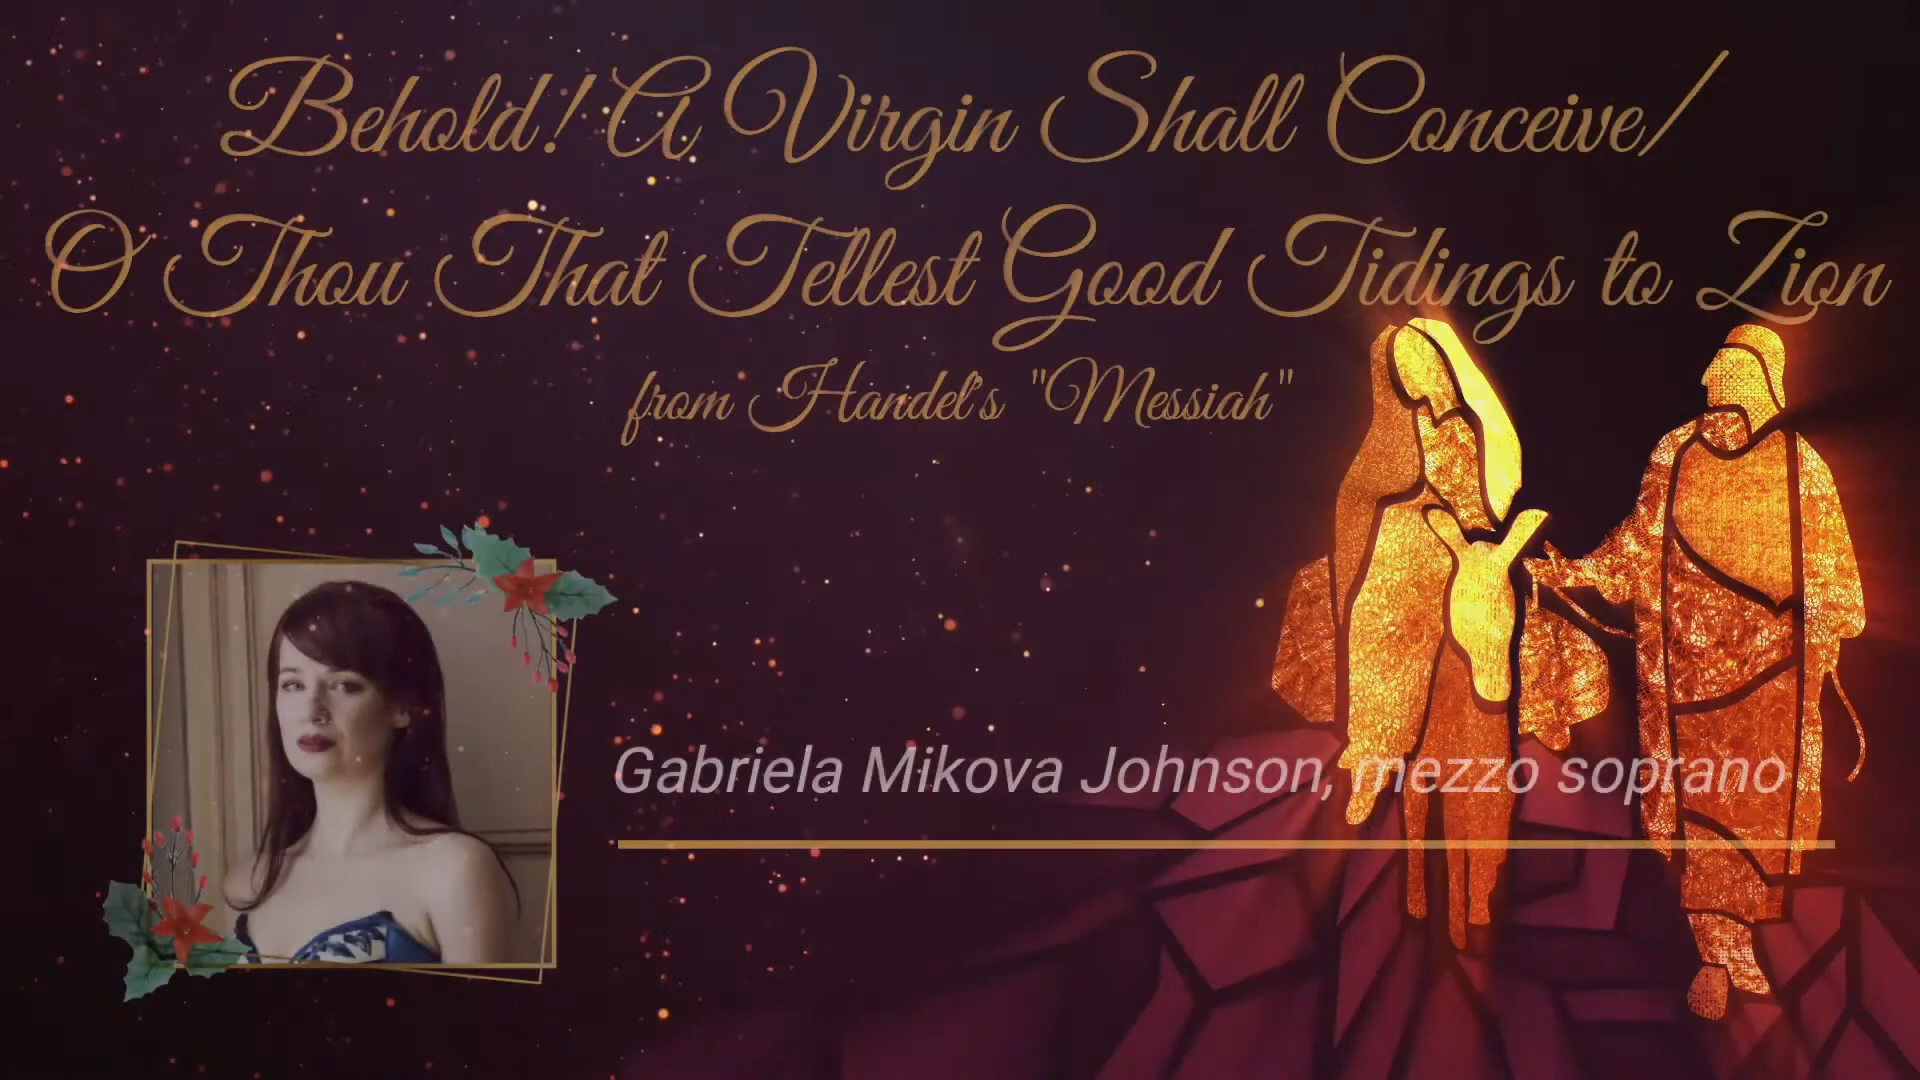 Behold! A Virgin Shall Conceive/
O Thou That Tellest Good Tidings to Zion
from Handel's "Messiah"
Gabriela Mikova Johnson, mezzo soprano